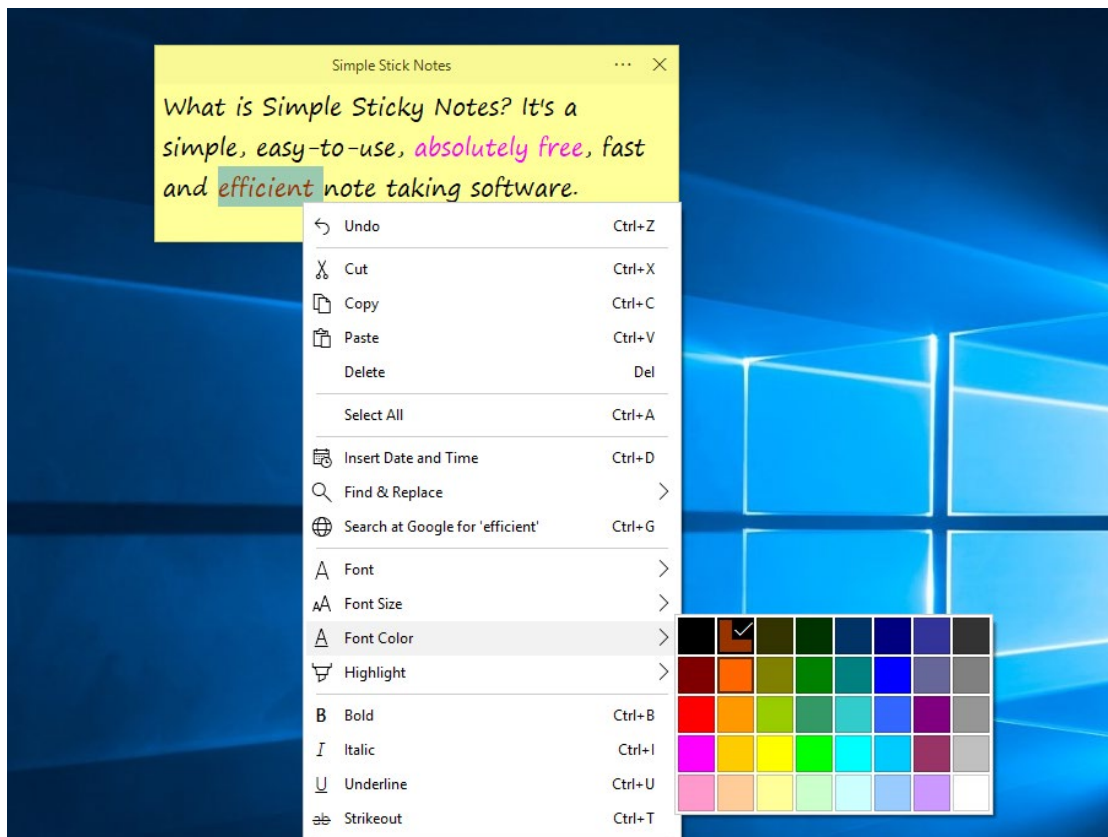 Simple Stick Notes
What is Simple Sticky Notes? It's a
simple, easy-to-use, absolutely free, fast
and efficient note taking software.
Undo Ctrl+Z
Cut Ctrl+X
Copy Ctrl+C
Paste Ctrl+V
Delete Del
Select All Ctrl+A
Insert Date and Time Ctrl+D
Find & Replace
Search at Google for 'efficient' Ctrl+G
Font
Font Size
Font Color
Highlight
Bold Ctrl+B
Italic Ctrl+I
Underline Ctrl+U
Strikeout Ctrl+T